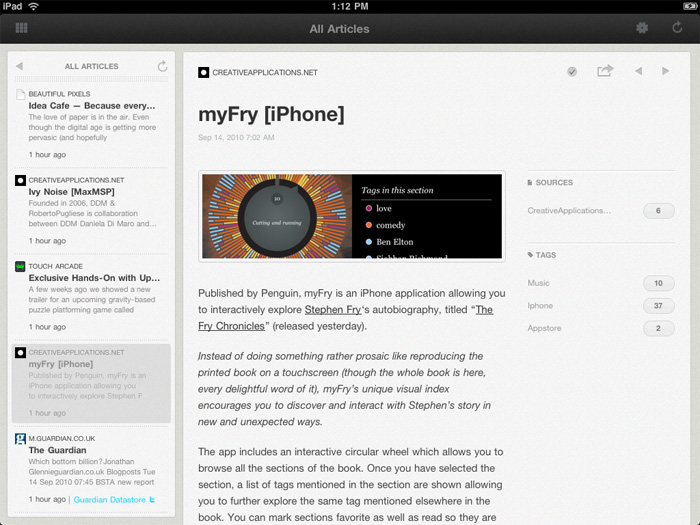 iPad
1:12 PM
All Articles
ALL ARTICLES
BEAUTIFUL PIXELS
Idea Cafe — Because every...
The love of paper is in the air. Even
though the digital age is getting more
pervasic (and hopefully
1 hour ago
CREATIVEAPPLICATIONS.NET
Ivy Noise [MaxMSP]
Founded in 2006, DDM &
RobertoPugliese is collaboration
between DDM Daniela Di Maro and...
1 hour ago
TOUCH ARCADE
Exclusive Hands-On with Up...
A few weeks ago we showed a new
trailer for an upcoming gravity-based
puzzle platforming game called
1 hour ago
CREATIVEAPPLICATIONS.NET
myFry [iPhone]
Published by Penguin, myFry is an
iPhone application allowing you
to interactively explore Stephen F
1 hour ago
M.GUARDIAN.CO.UK
The Guardian
Which bottom billion?Jonathan
Glennieguardian.co.uk Blogposts Tue
14 Sep 2010 07:45 BSTA new report
1 hour ago | Guardian Datastore
CREATIVEAPPLICATIONS.NET
myFry [iPhone]
Sep 14, 2010 7:02 AM
Cutting and running
Tags in this section
love
comedy
Ben Elton
Siobhan Richmond
Published by Penguin, myFry is an iPhone application allowing you
to interactively explore Stephen Fry's autobiography, titled “The
Fry Chronicles” (released yesterday).
Instead of doing something rather prosaic like reproducing the
printed book on a touchscreen (though the whole book is here,
every delightful word of it), myFry's unique visual index
encourages you to discover and interact with Stephen's story in
new and unexpected ways.
The app includes an interactive circular wheel which allows you to
browse all the sections of the book. Once you have selected the
section, a list of tags mentioned in the section are shown allowing
you to further explore the same tag mentioned elsewhere in the
book. You can mark sections favorite as well as read so they are
SOURCES
CreativeApplications... 6
TAGS
Music 10
Iphone 37
Appstore 2